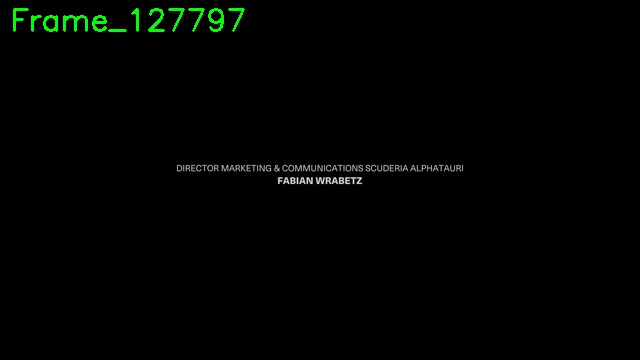 Frame_127797
DIRECTOR MARKETING & COMMUNICATIONS SCUDERIA ALPHATAURI
FABIAN WRABETZ